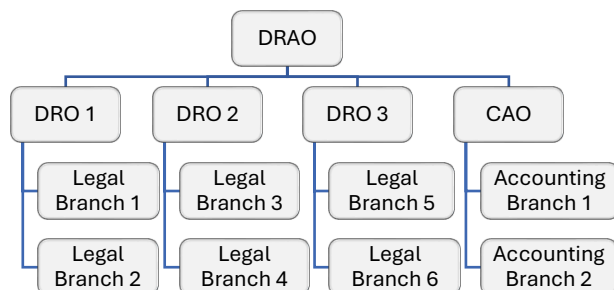 DRAO
DRO 1
DRO 2
DRO 3
CAO
Legal
Branch 1
Legal
Branch 3
Legal
Branch 5
Accounting
Branch 1
Legal
Branch 2
Legal
Branch 4
Legal
Branch 6
Accounting
Branch 2